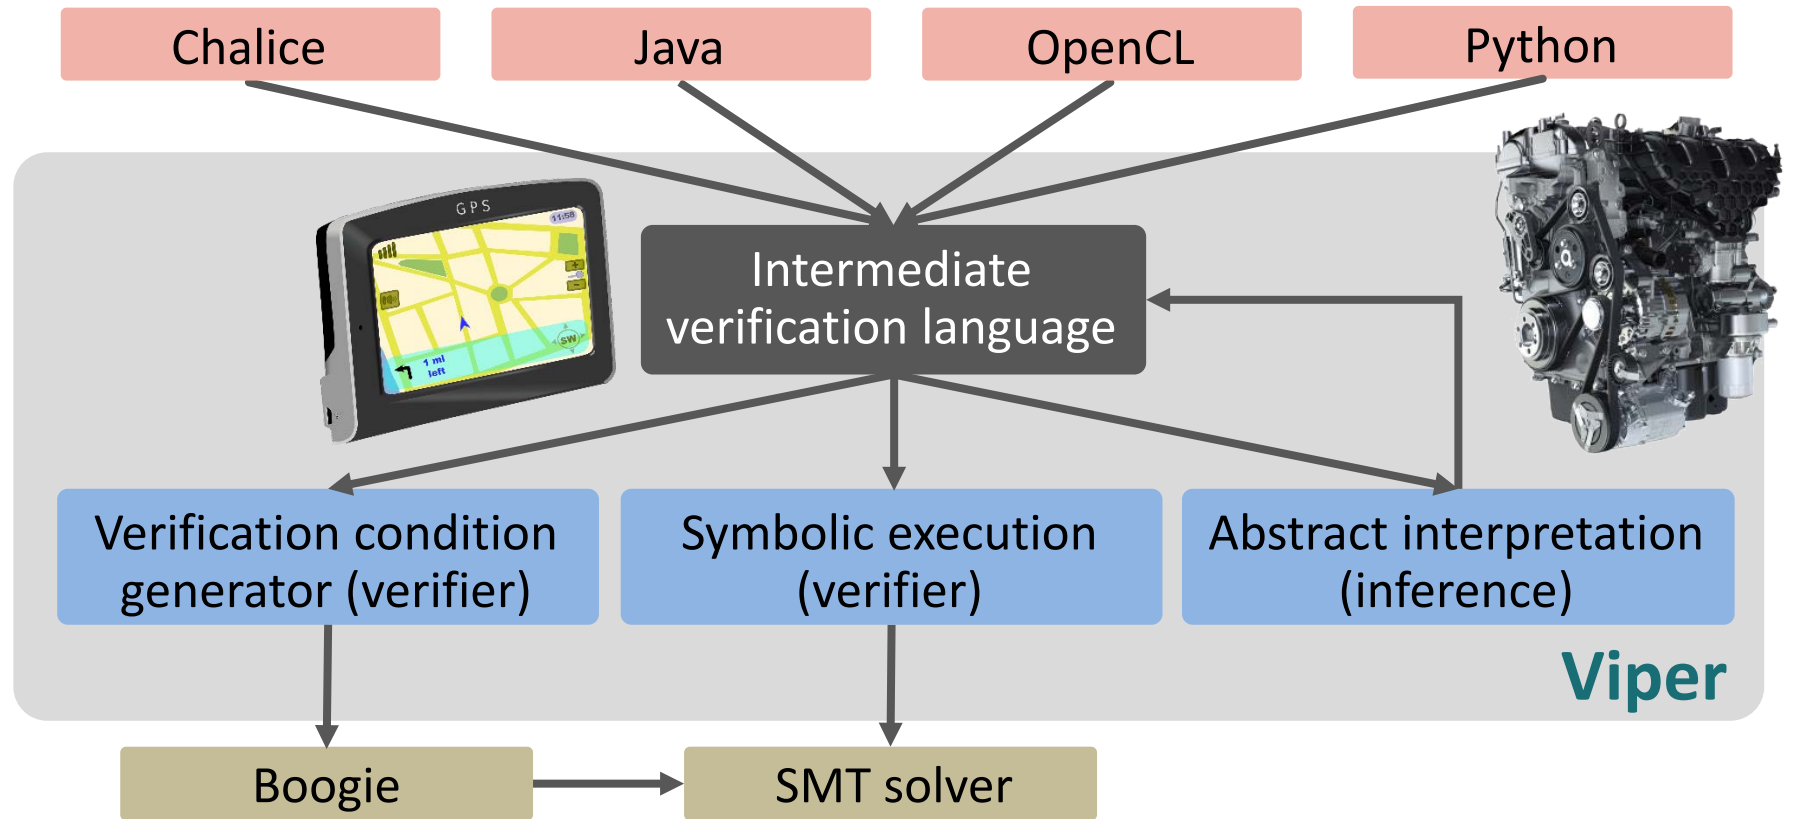 Chalice
Java
OpenCL
Python
GPS
11:58
Intermediate
verification language
SW
1 ml
left
Verification condition
generator (verifier)
Symbolic execution
(verifier)
Abstract interpretation
(inference)
Viper
Boogie
SMT solver